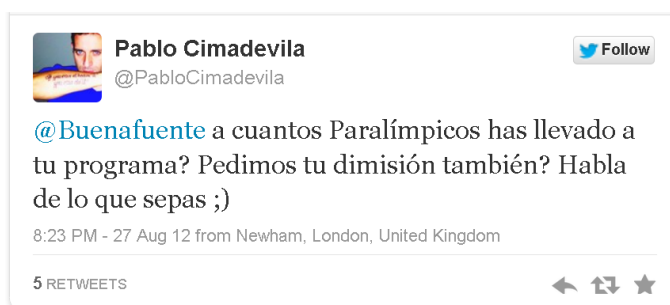 Pablo Cimadevila
Follow
@PabloCimadevila
@Buenafuente a cuantos Paralímpicos has llevado a
tu programa? Pedimos tu dimisión también? Habla
de lo que sepas ;)
8:23 PM - 27 Aug 12 from Newham, London, United Kingdom
5 RETWEETS